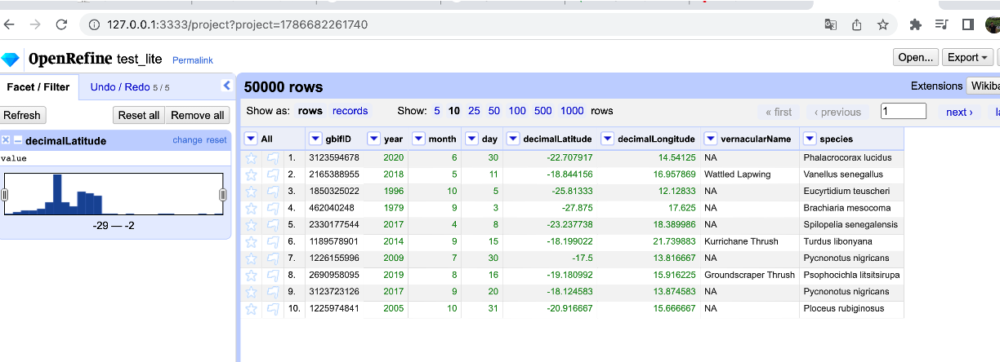 127.0.0.1:3333/project?project=1786682261740
OpenRefine test_lite Permalink Open... Export
Facet / Filter Undo / Redo 5 / 5
50000 rows Extensions Wikiba
Refresh Reset all Remove all
Show as: rows records Show: 5 10 25 50 100 500 1000 rows « first ‹ previous 1 next ›
decimalLatitude change reset
value
-29 — -2
All gbifID year month day decimalLatitude decimalLongitude vernacularName species
1. 3123594678 2020 6 30 -22.707917 14.54125 NA Phalacrocorax lucidus
2. 2165388955 2018 5 11 -18.844156 16.957869 Wattled Lapwing Vanellus senegallus
3. 1850325022 1996 10 5 -25.81333 12.12833 NA Eucyrtidium teuscheri
4. 462040248 1979 9 3 -27.875 17.625 NA Brachiaria mesocoma
5. 2330177544 2017 4 8 -23.237738 18.389986 NA Spilopelia senegalensis
6. 1189578901 2014 9 15 -18.199022 21.739883 Kurrichane Thrush Turdus libonyana
7. 1226155996 2009 7 30 -17.5 13.816667 NA Pycnonotus nigricans
8. 2690958095 2019 8 16 -19.180992 15.916225 Groundscraper Thrush Psophocichla litsitsirupa
9. 3123723126 2017 9 20 -18.124583 13.874583 NA Pycnonotus nigricans
10. 1225974841 2005 10 31 -20.916667 15.666667 NA Ploceus rubiginosus